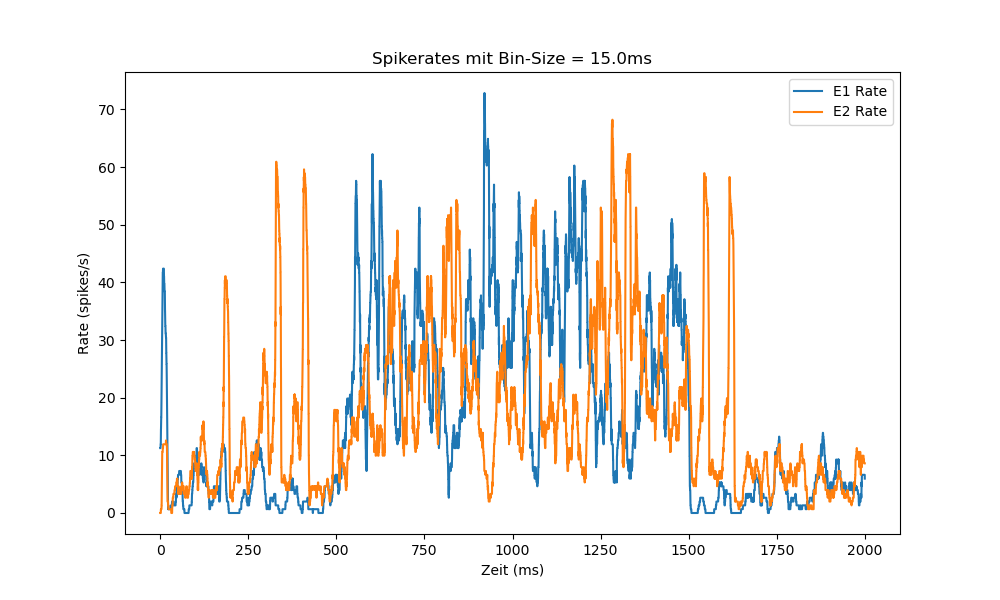 Spikerates mit Bin-Size = 15.0ms
E1 Rate
E2 Rate
Rate (spikes/s)
70
60
50
40
30
20
10
0
0 250 500 750 1000 1250 1500 1750 2000
Zeit (ms)